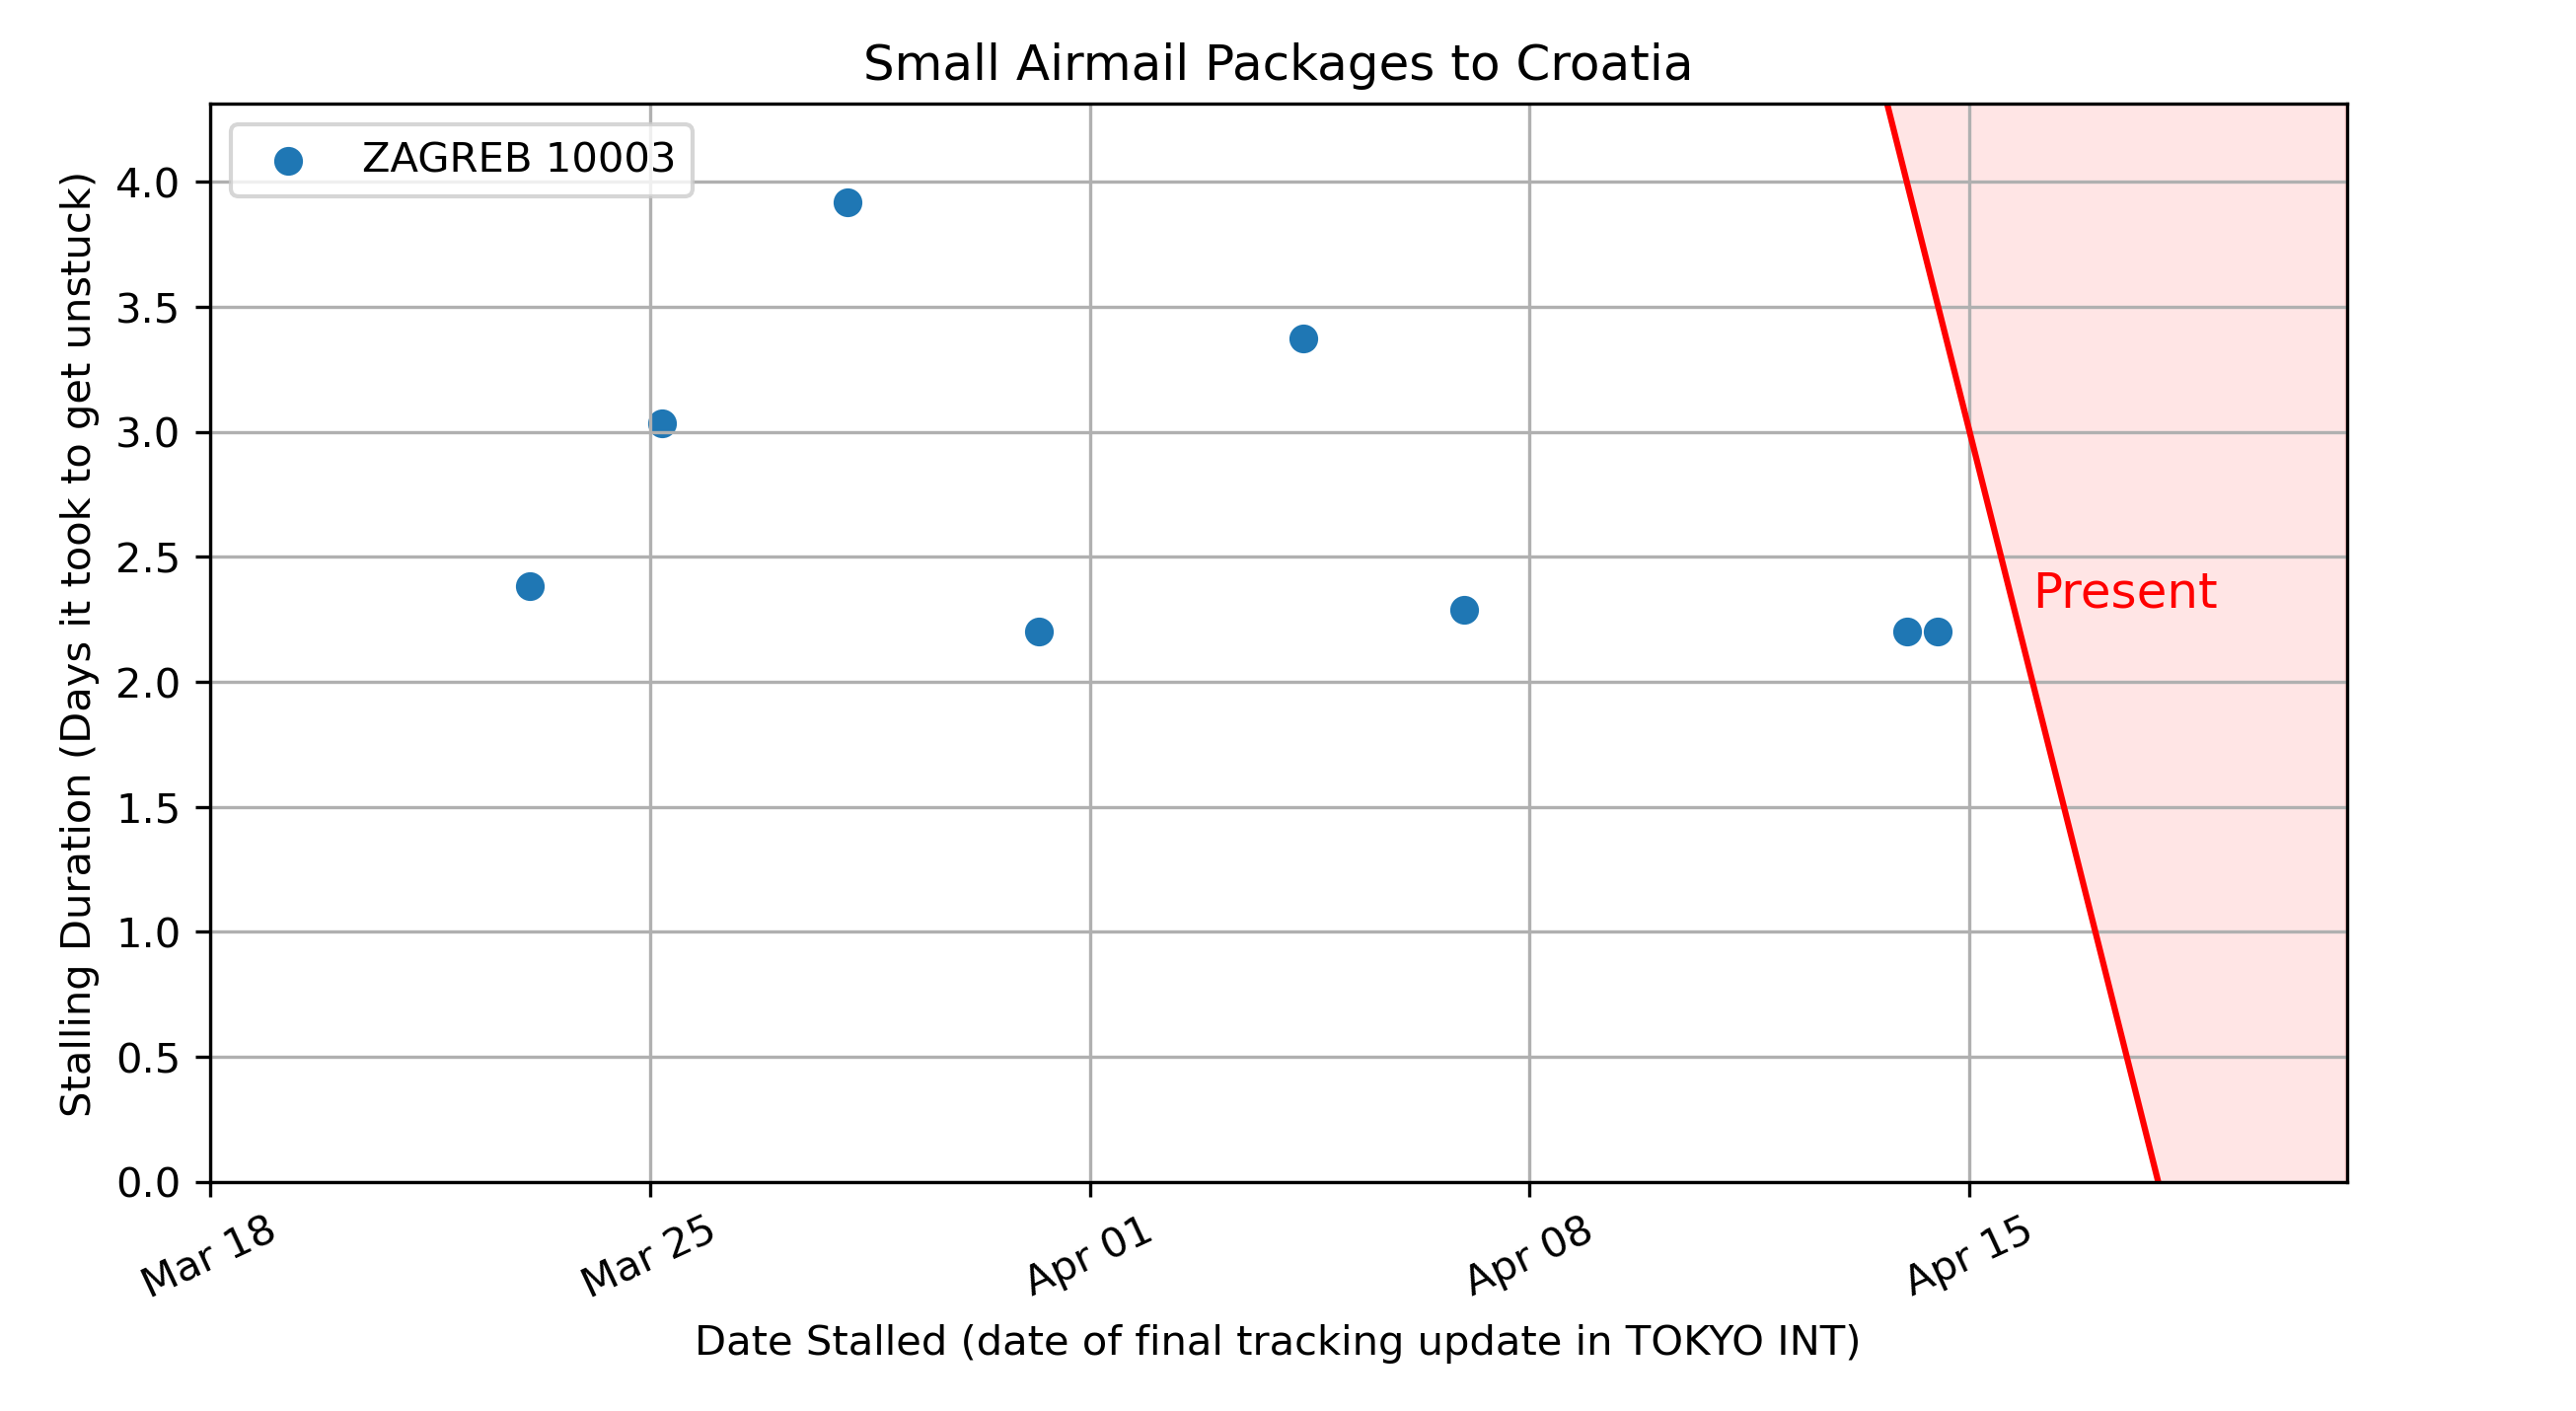 Small Airmail Packages to Croatia
ZAGREB 10003
Stalling Duration (Days it took to get unstuck)
4.0
3.5
3.0
2.5
2.0
1.5
1.0
0.5
0.0
Present
Mar 18
Mar 25
Apr 01
Apr 08
Apr 15
Date Stalled (date of final tracking update in TOKYO INT)